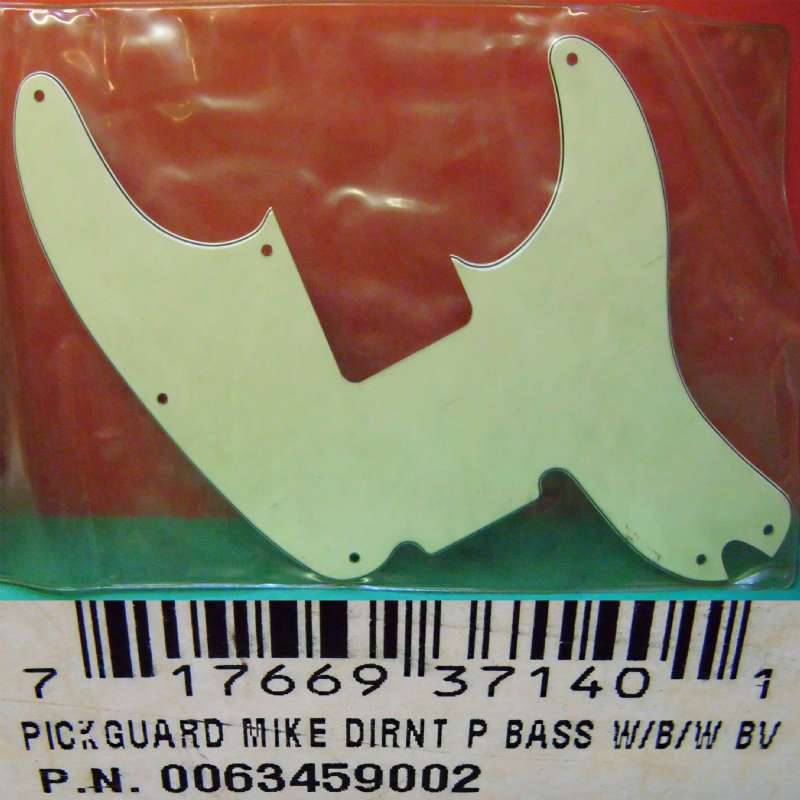 7 17669 37140 1
PICKGUARD MIKE DIRNT P BASS W/B/W BV
P.N. 0063459002